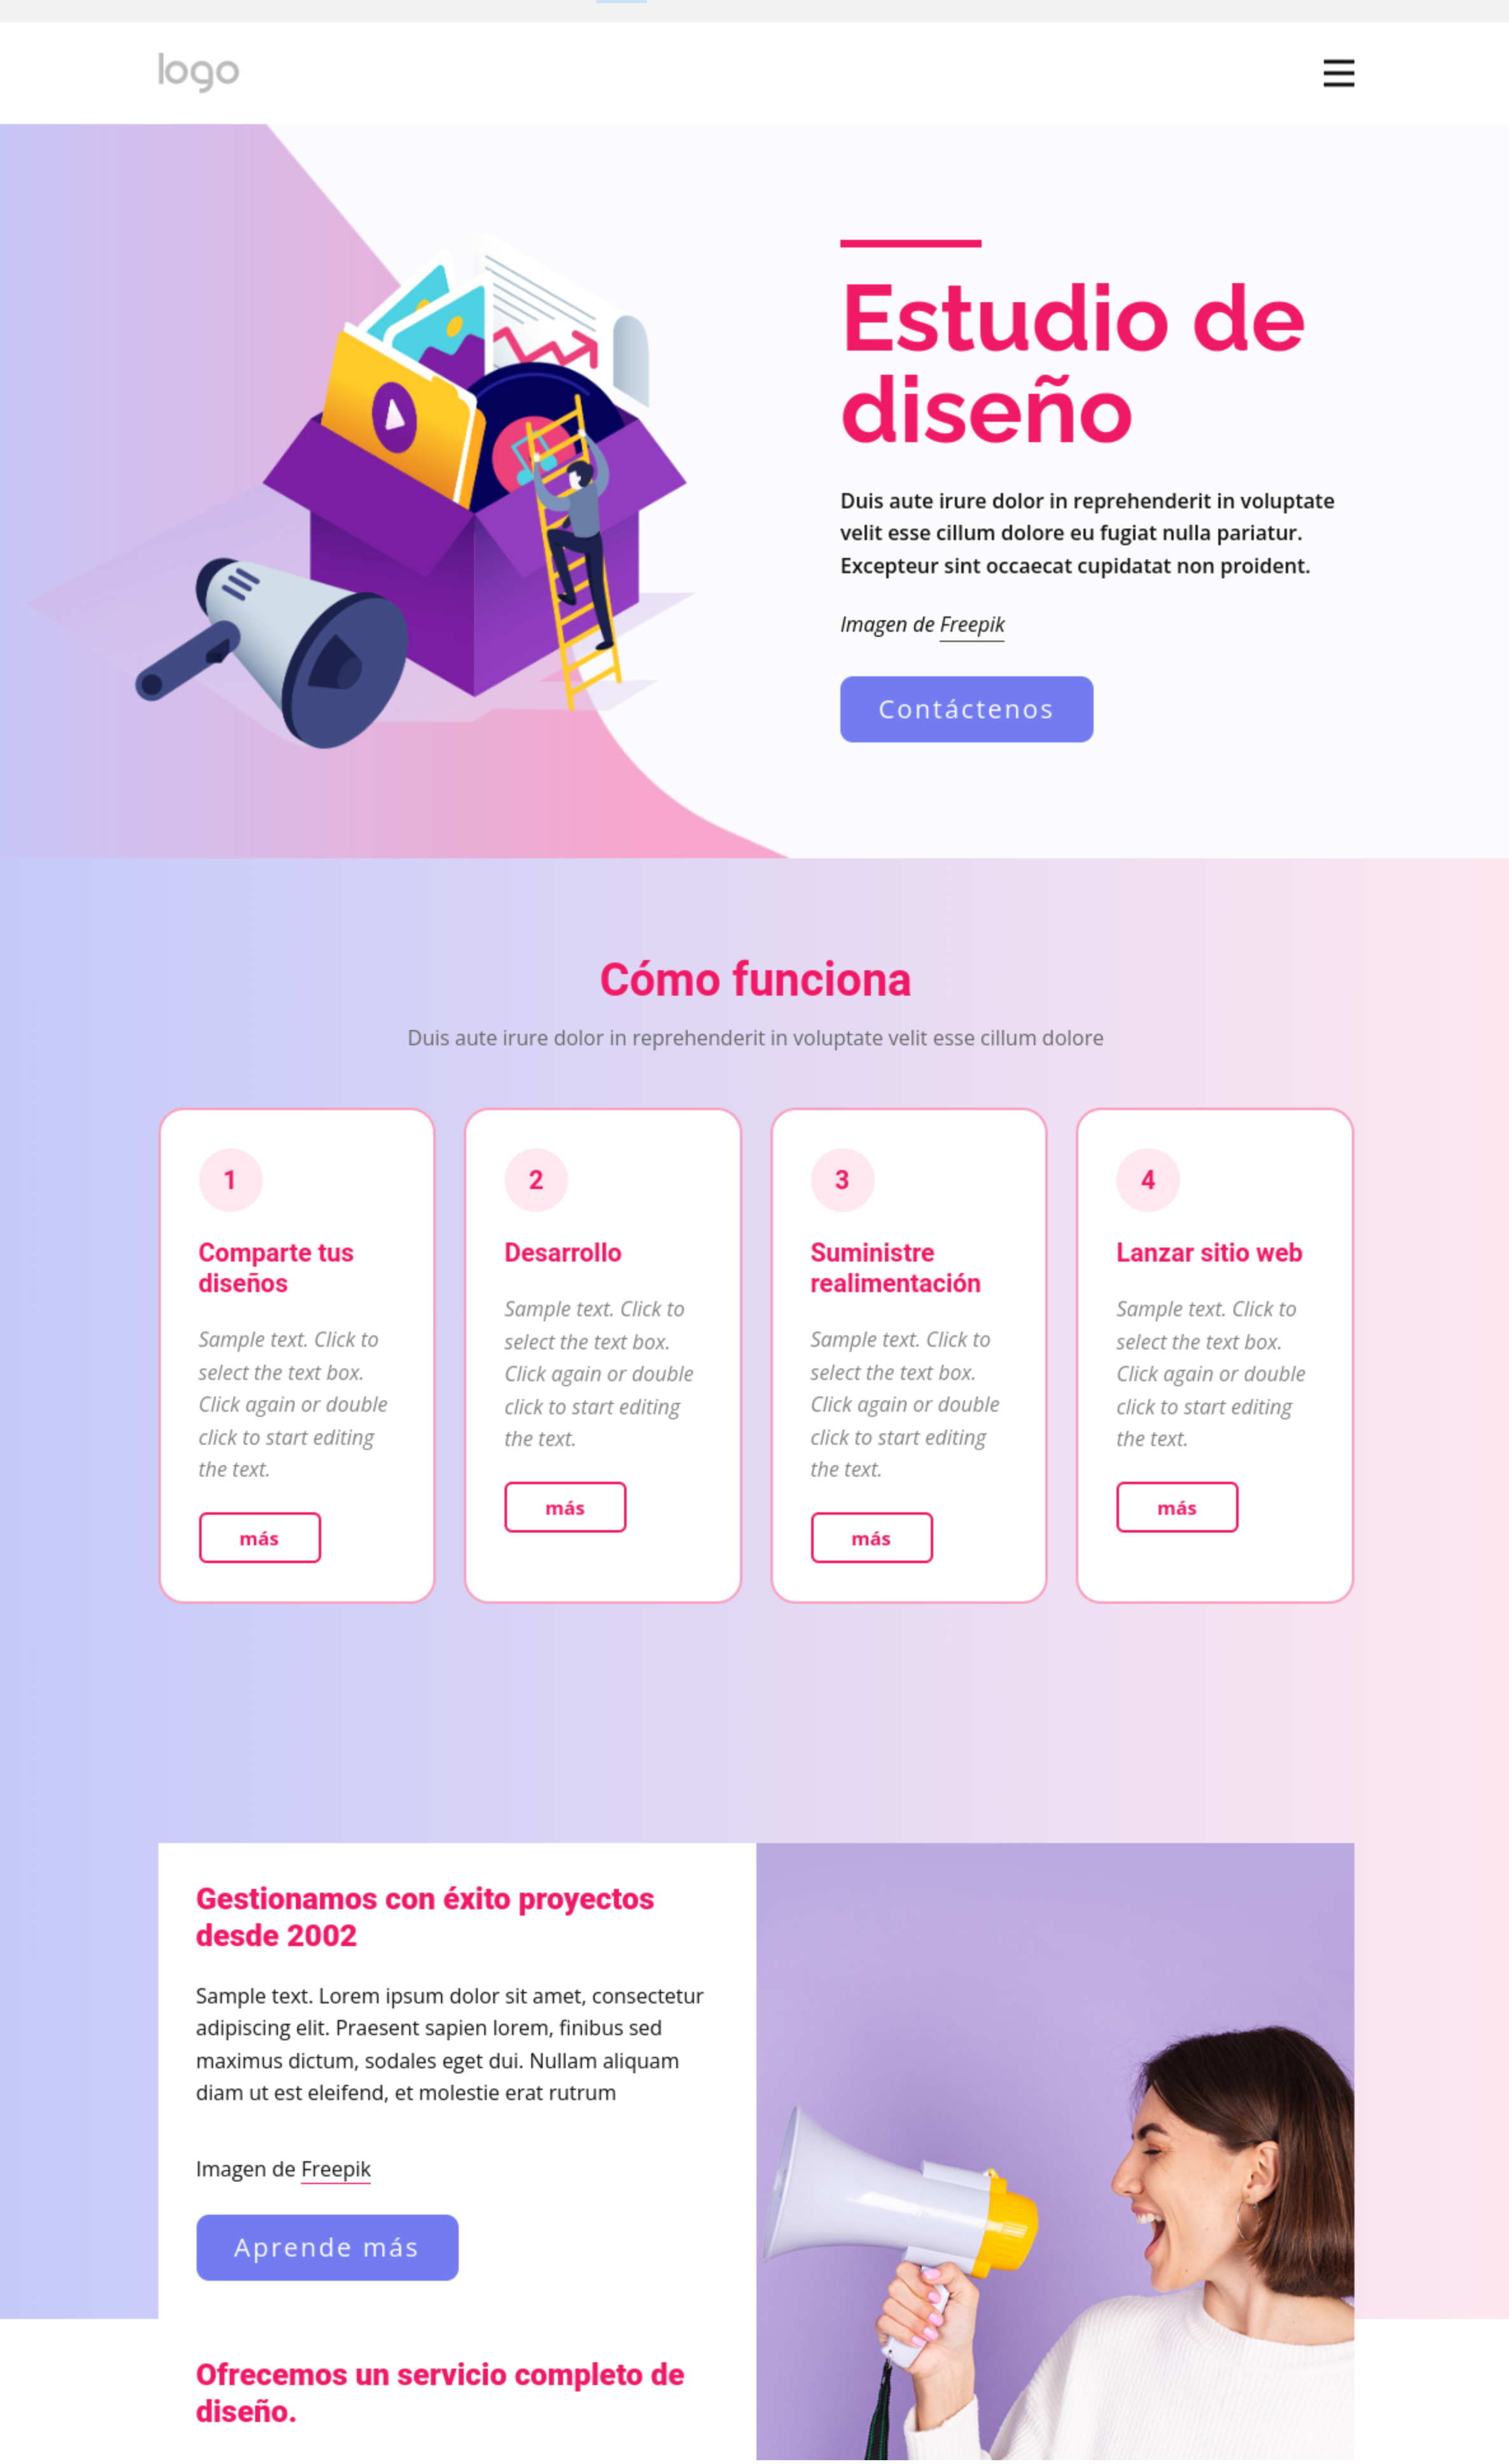 logo
Estudio de
diseño
Duis aute irure dolor in reprehenderit in voluptate
velit esse cillum dolore eu fugiat nulla pariatur.
Excepteur sint occaecat cupidatat non proident.
Imagen de Freepik
Contáctenos
Cómo funciona
Duis aute irure dolor in reprehenderit in voluptate velit esse cillum dolore
1
Comparte tus
diseños
Sample text. Click to
select the text box.
Click again or double
click to start editing
the text.
más
2
Desarrollo
Sample text. Click to
select the text box.
Click again or double
click to start editing
the text.
más
3
Suministre
realimentación
Sample text. Click to
select the text box.
Click again or double
click to start editing
the text.
más
4
Lanzar sitio web
Sample text. Click to
select the text box.
Click again or double
click to start editing
the text.
más
Gestionamos con éxito proyectos
desde 2002
Sample text. Lorem ipsum dolor sit amet, consectetur
adipiscing elit. Praesent sapien lorem, finibus sed
maximus dictum, sodales eget dui. Nullam aliquam
diam ut est eleifend, et molestie erat rutrum
Imagen de Freepik
Aprende más
Ofrecemos un servicio completo de
diseño.